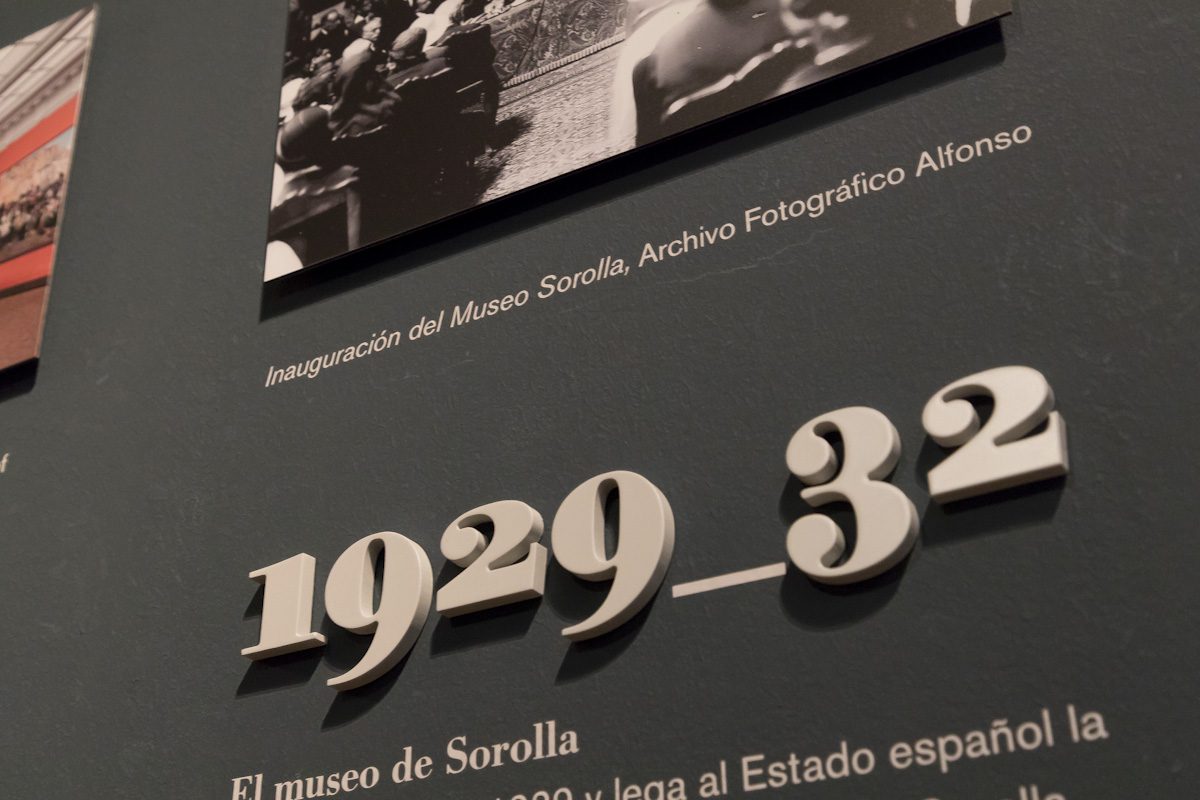 Inauguración del Museo Sorolla, Archivo Fotográfico Alfonso
1929_32
El museo de Sorolla
y lega al Estado español la